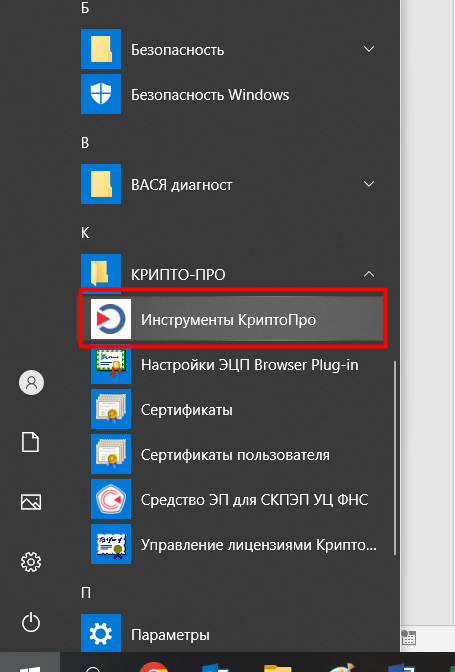 Б
Безопасность
Безопасность Windows
В
ВАСЯ диагност
К
КРИПТО-ПРО
Инструменты КриптоПро
Настройки ЭЦП Browser Plug-in
Сертификаты
Сертификаты пользователя
Средство ЭП для СКПЭП УЦ ФНС
Управление лицензиями Крипто...
П
Параметры